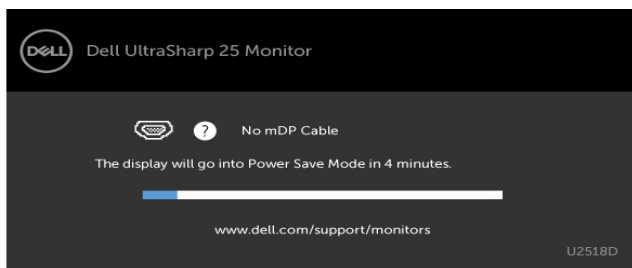 DELL
Dell UltraSharp 25 Monitor
? No mDP Cable
The display will go into Power Save Mode in 4 minutes.
www.dell.com/support/monitors
U2518D